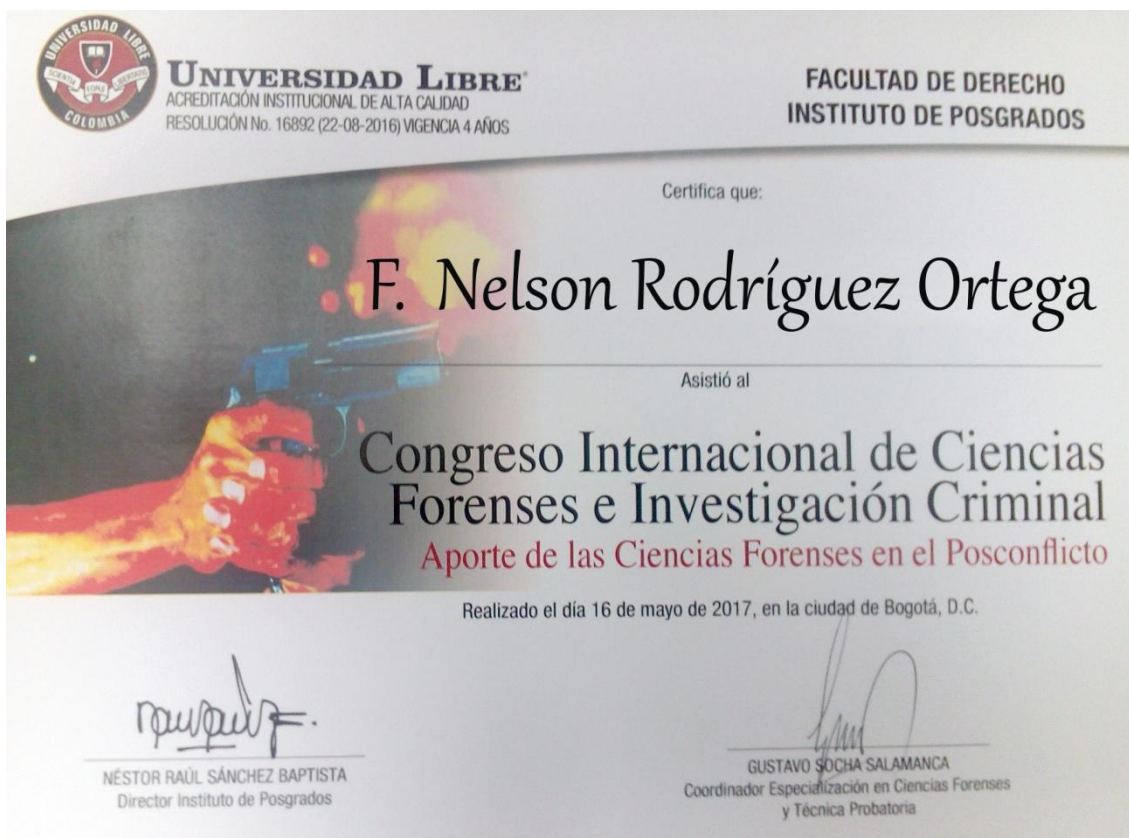 UNIVERSIDAD LIBRE
COLOMBIA
UNIVERSIDAD LIBRE®
ACREDITACIÓN INSTITUCIONAL DE ALTA CALIDAD
RESOLUCIÓN No. 16892 (22-08-2016) VIGENCIA 4 AÑOS
FACULTAD DE DERECHO
INSTITUTO DE POSGRADOS
Certifica que:
F. Nelson Rodríguez Ortega
Asistió al
Congreso Internacional de Ciencias
Forenses e Investigación Criminal
Aporte de las Ciencias Forenses en el Posconflicto
Realizado el día 16 de mayo de 2017, en la ciudad de Bogotá, D.C.
NÉSTOR RAÚL SÁNCHEZ BAPTISTA
Director Instituto de Posgrados
GUSTAVO SOCHA SALAMANCA
Coordinador Especialización en Ciencias Forenses
y Técnica Probatoria